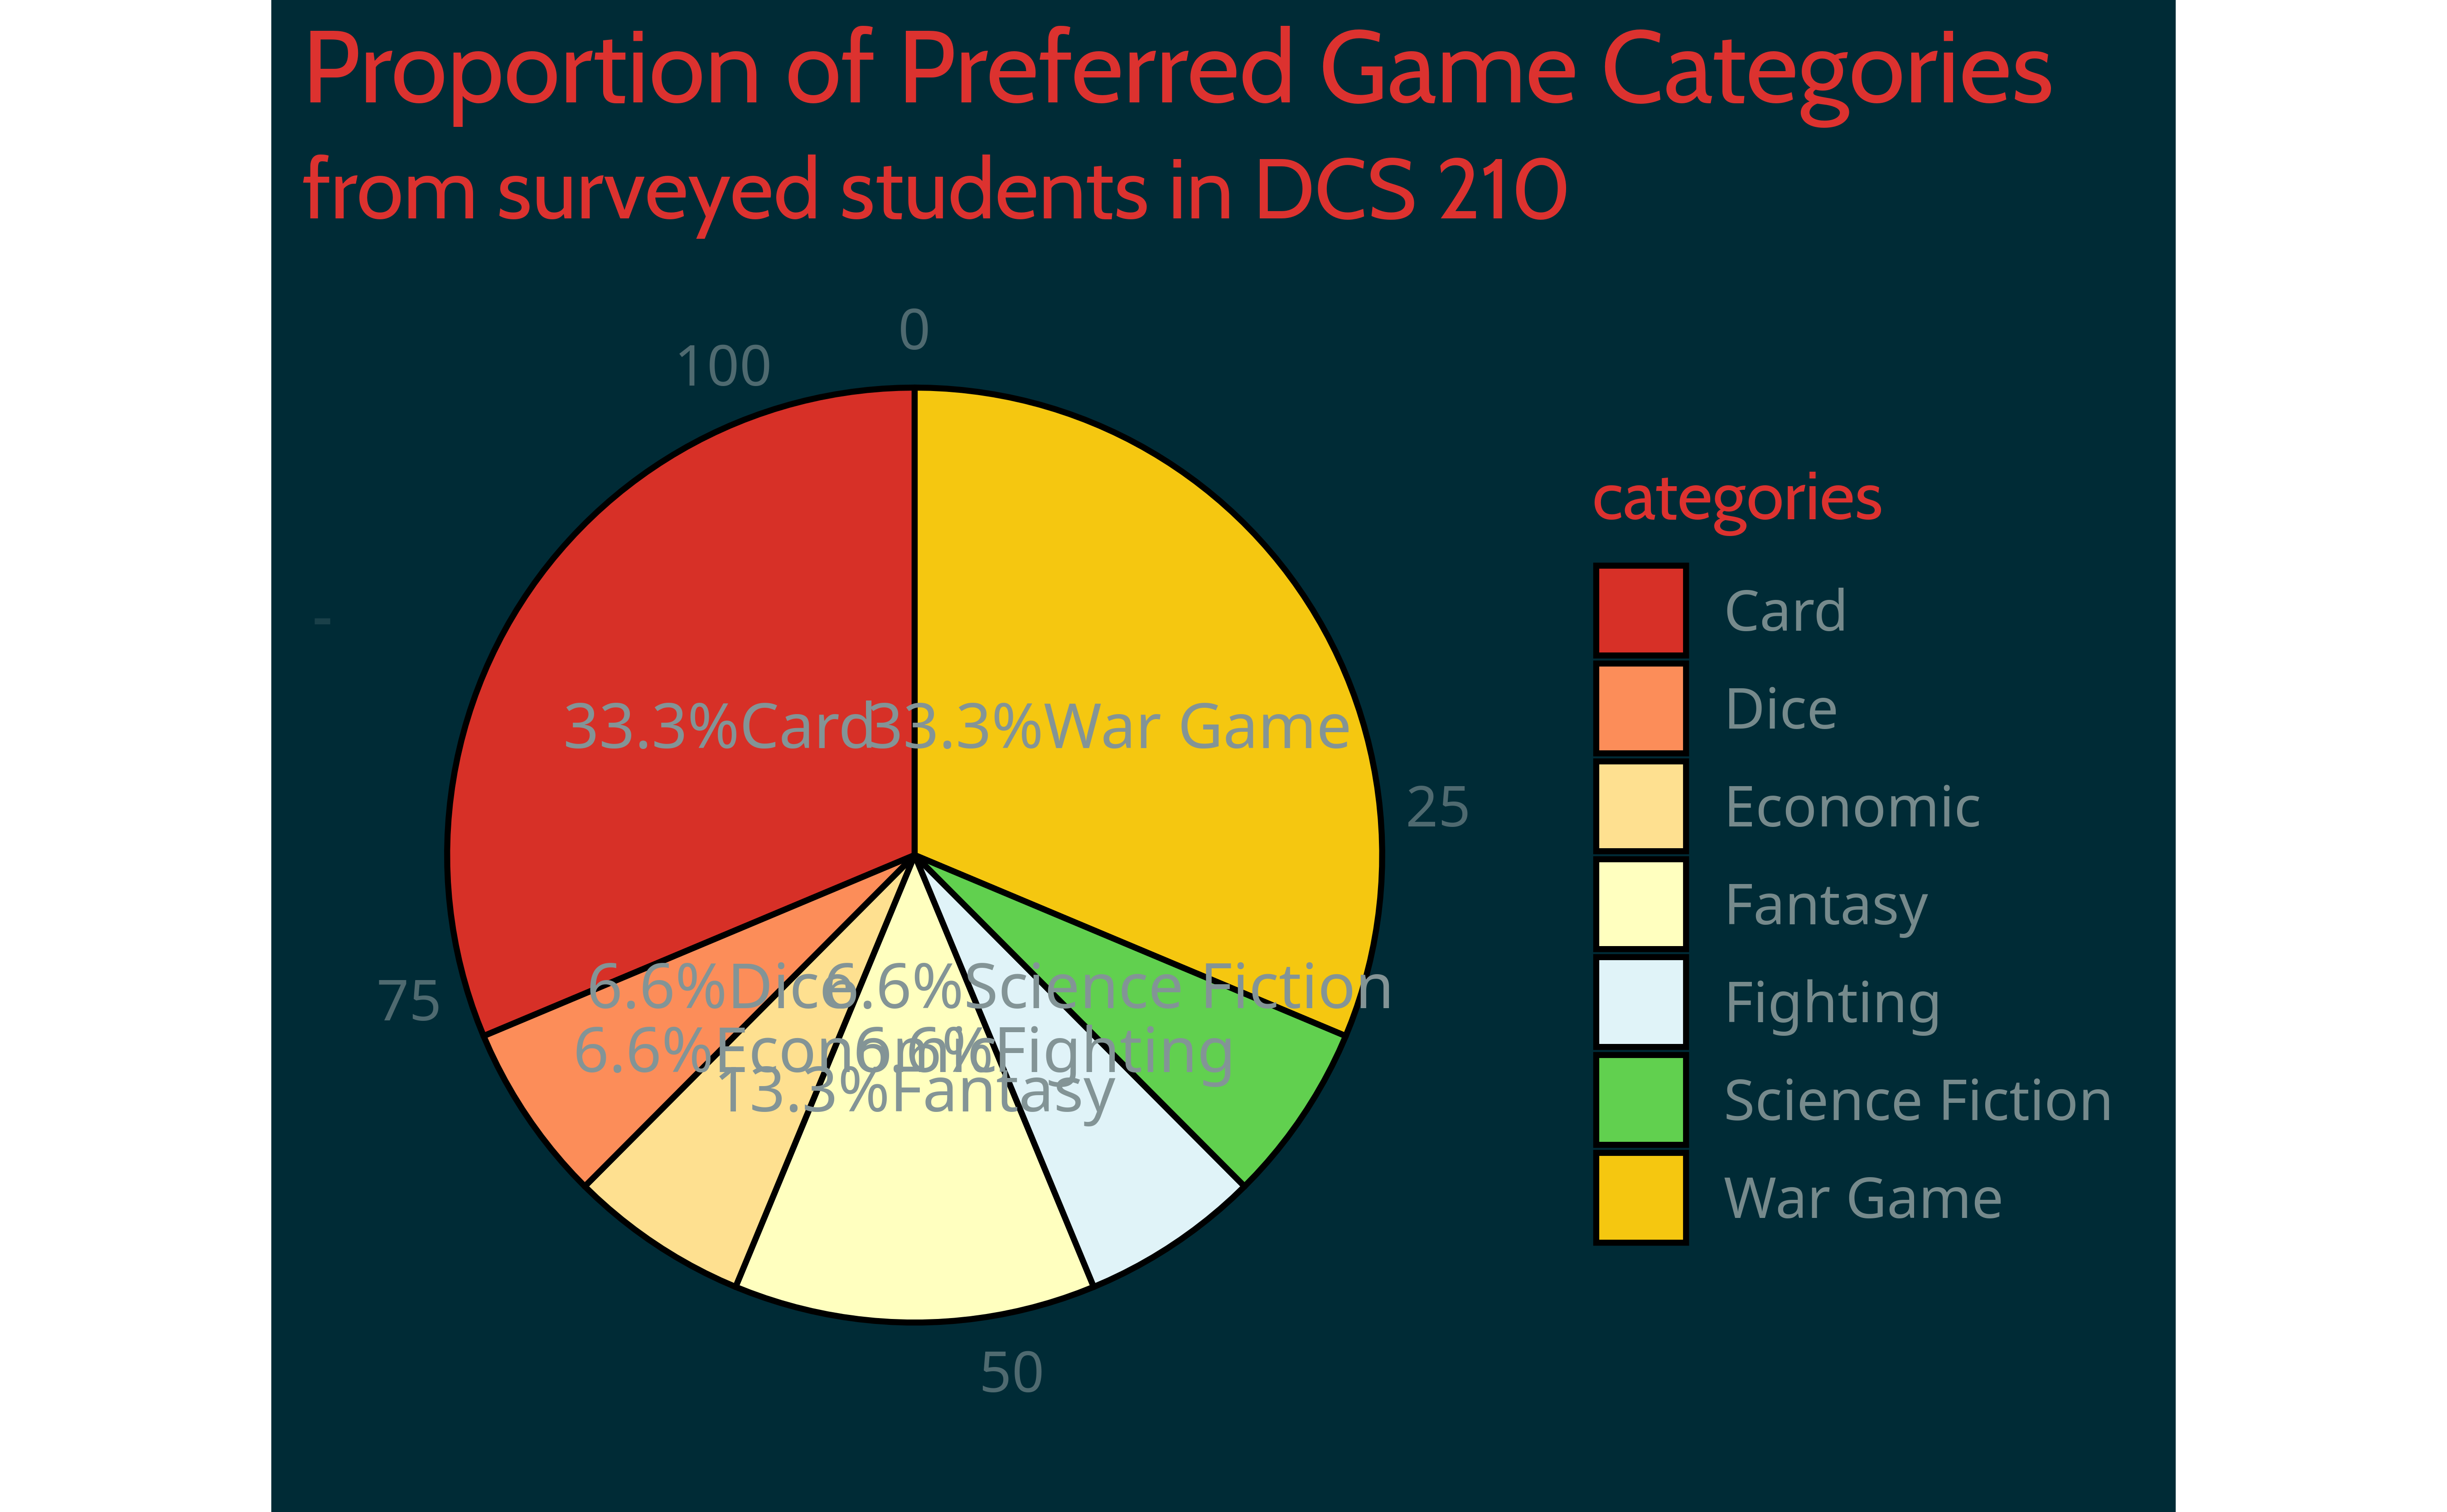 Proportion of Preferred Game Categories
from surveyed students in DCS 210
0
100
categories
Card
-
Dice
33.3%Card
33.3%War Game
25
Economic
Fantasy
6.6%Dice
6.6%Science Fiction
75
Fighting
6.6%Economic
6.6%Fighting
13.3%Fantasy
Science Fiction
War Game
50